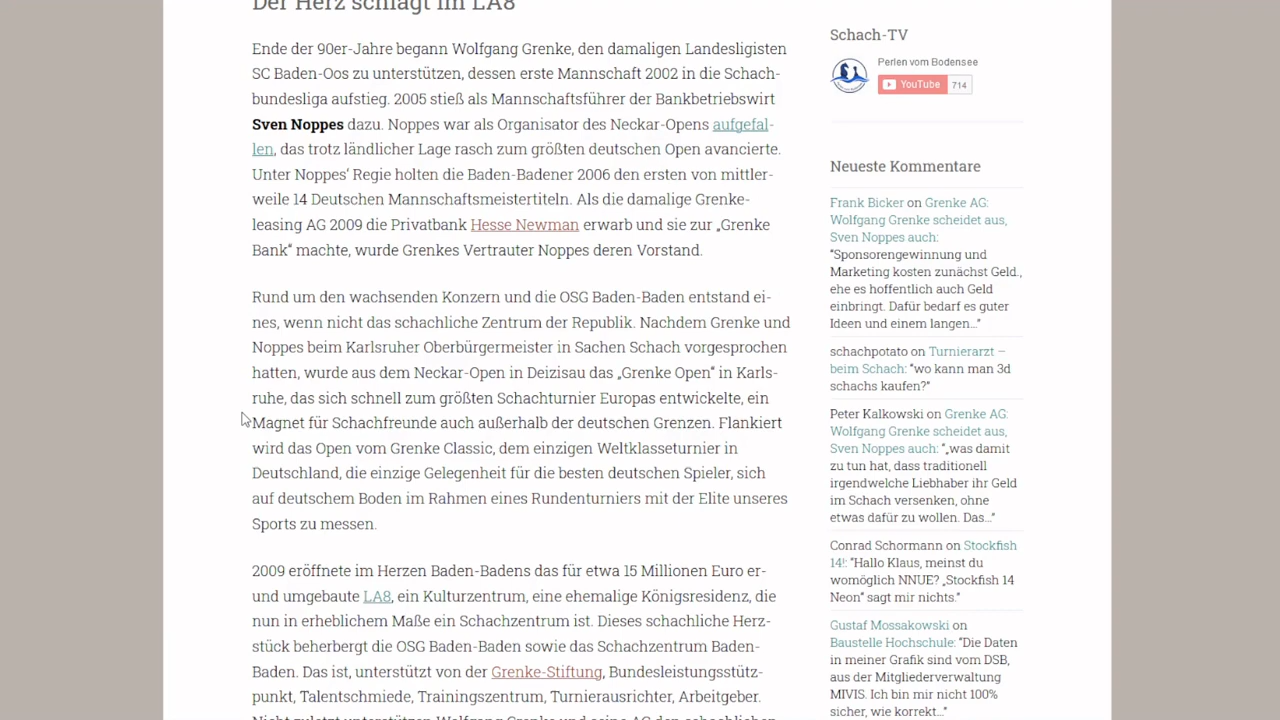 Der Herz schlägt im LA8
Ende der 90er-Jahre begann Wolfgang Grenke, den damaligen Landesligisten
SC Baden-Oos zu unterstützen, dessen erste Mannschaft 2002 in die Schach-
bundesliga aufstieg. 2005 stieß als Mannschaftsführer der Bankbetriebswirt
Sven Noppes dazu. Noppes war als Organisator des Neckar-Opens aufgefal-
len, das trotz ländlicher Lage rasch zum größten deutschen Open avancierte.
Unter Noppes' Regie holten die Baden-Badener 2006 den ersten von mittler-
weile 14 Deutschen Mannschaftsmeistertiteln. Als die damalige Grenke-
leasing AG 2009 die Privatbank Hesse Newman erwarb und sie zur „Grenke
Bank“ machte, wurde Grenkes Vertrauter Noppes deren Vorstand.
Rund um den wachsenden Konzern und die OSG Baden-Baden entstand ei-
nes, wenn nicht das schachliche Zentrum der Republik. Nachdem Grenke und
Noppes beim Karlsruher Oberbürgermeister in Sachen Schach vorgesprochen
hatten, wurde aus dem Neckar-Open in Deizisau das „Grenke Open“ in Karls-
ruhe, das sich schnell zum größten Schachturnier Europas entwickelte, ein
Magnet für Schachfreunde auch außerhalb der deutschen Grenzen. Flankiert
wird das Open vom Grenke Classic, dem einzigen Weltklasseturnier in
Deutschland, die einzige Gelegenheit für die besten deutschen Spieler, sich
auf deutschem Boden im Rahmen eines Rundenturniers mit der Elite unseres
Sports zu messen.
2009 eröffnete im Herzen Baden-Badens das für etwa 15 Millionen Euro er-
und umgebaute LA8, ein Kulturzentrum, eine ehemalige Königsresidenz, die
nun in erheblichem Maße ein Schachzentrum ist. Dieses schachliche Herz-
stück beherbergt die OSG Baden-Baden sowie das Schachzentrum Baden-
Baden. Das ist, unterstützt von der Grenke-Stiftung, Bundesleistungsstütz-
punkt, Talentschmiede, Trainingszentrum, Turnierausrichter, Arbeitgeber.
Nicht zuletzt unterstützen Wolfgang Grenke und seine AG den schachlichen
Schach-TV
Perlen vom Bodensee
YouTube 714
Neueste Kommentare
Frank Bicker on Grenke AG:
Wolfgang Grenke scheidet aus,
Sven Noppes auch:
“Sponsorengewinnung und
Marketing kosten zunächst Geld.,
ehe es hoffentlich auch Geld
einbringt. Dafür bedarf es guter
Ideen und einem langen…”
schachpotato on Turnierarzt –
beim Schach: “wo kann man 3d
schachs kaufen?”
Peter Kalkowski on Grenke AG:
Wolfgang Grenke scheidet aus,
Sven Noppes auch: “„was damit
zu tun hat, dass traditionell
irgendwelche Liebhaber ihr Geld
im Schach versenken, ohne
etwas dafür zu wollen. Das…”
Conrad Schormann on Stockfish
14!: “Hallo Klaus, meinst du
womöglich NNUE? „Stockfish 14
Neon“ sagt mir nichts.”
Gustaf Mossakowski on
Baustelle Hochschule: “Die Daten
in meiner Grafik sind vom DSB,
aus der Mitgliederverwaltung
MIVIS. Ich bin mir nicht 100%
sicher, wie korrekt…”